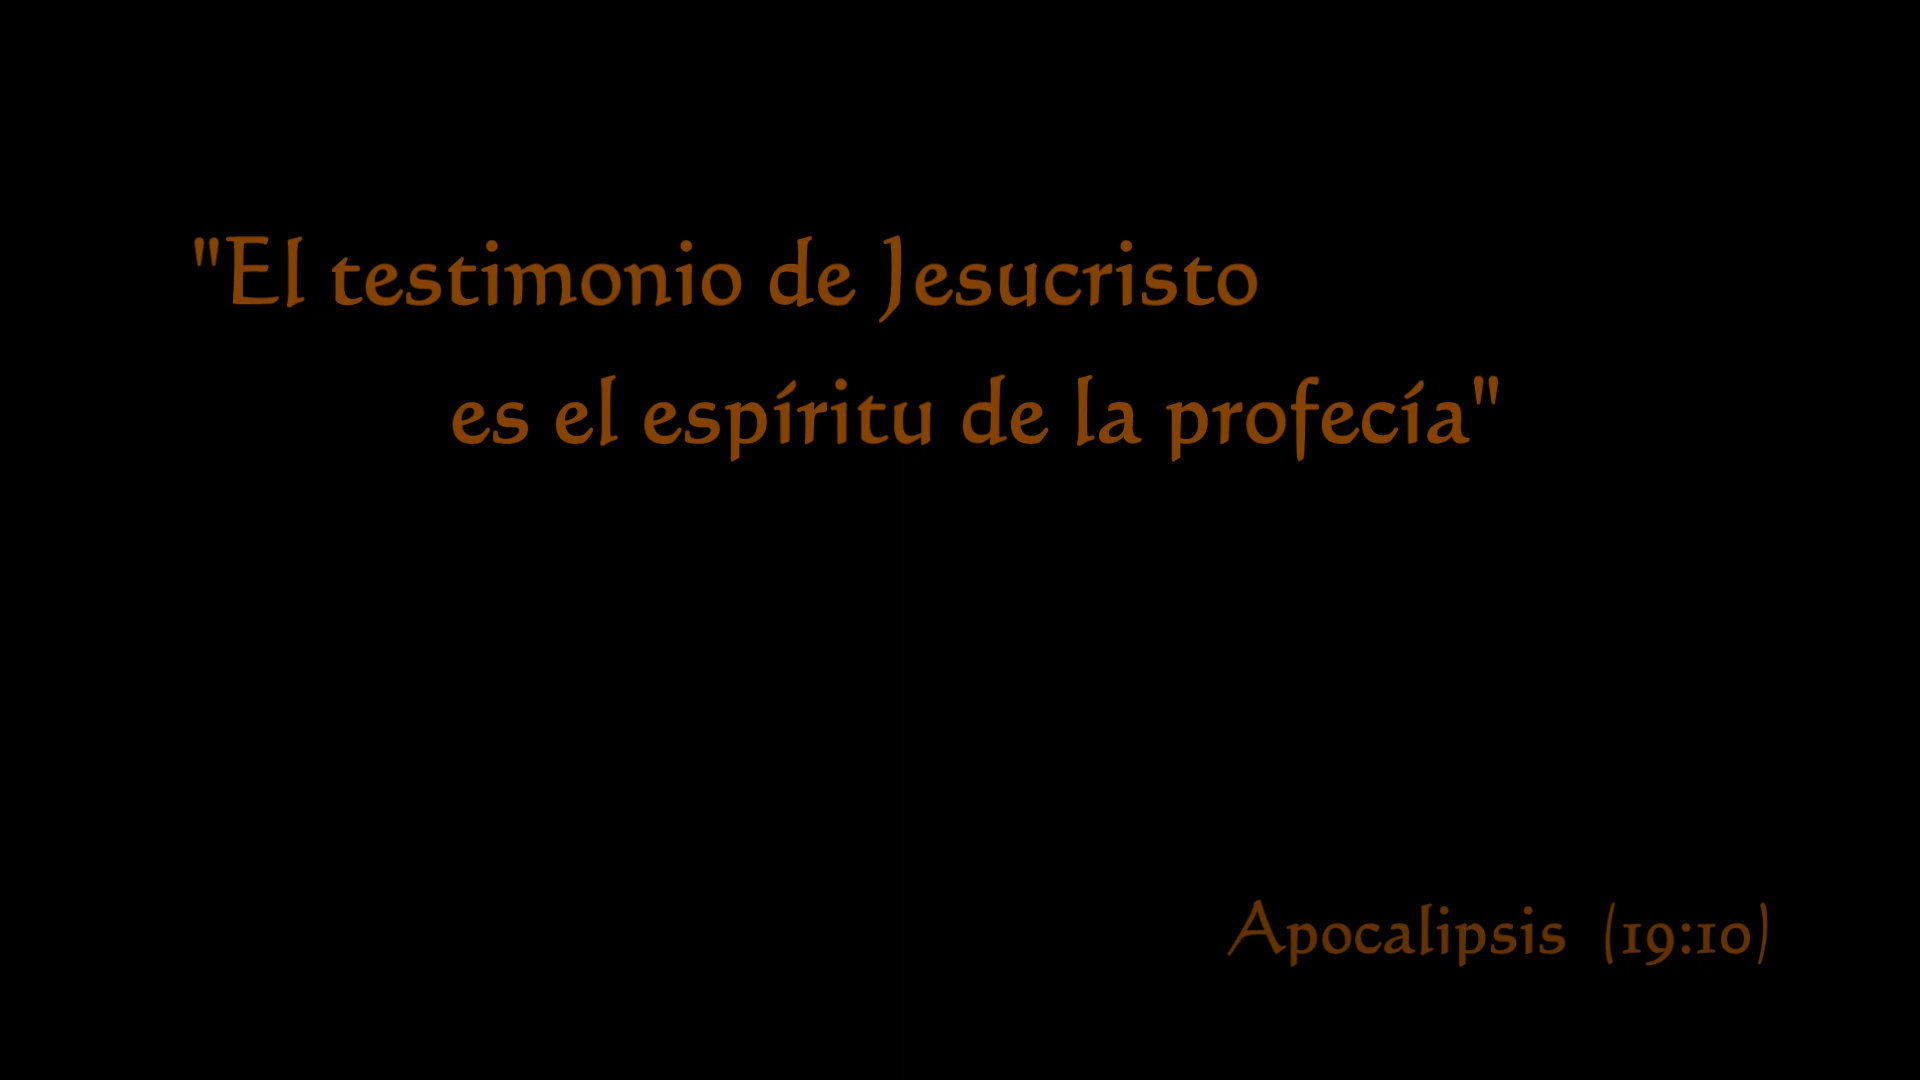 "El testimonio de Jesucristo
es el espíritu de la profecía"
Apocalipsis (19:10)